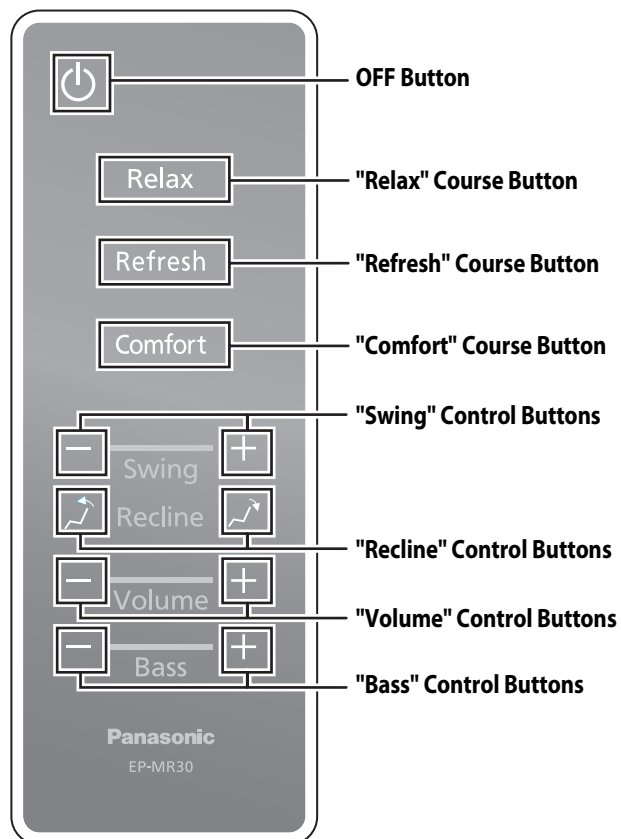 OFF Button
Relax
"Relax" Course Button
Refresh
"Refresh" Course Button
Comfort
"Comfort" Course Button
"Swing" Control Buttons
− +
Swing
Recline
"Recline" Control Buttons
− +
Volume
"Volume" Control Buttons
− +
Bass
"Bass" Control Buttons
Panasonic
EP-MR30